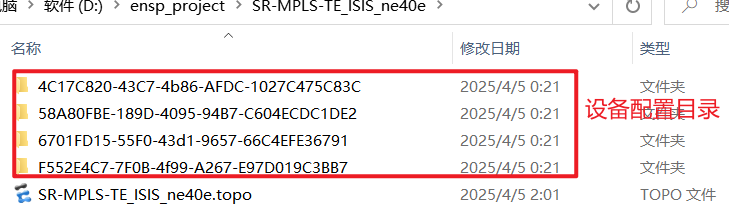 脑 › 软件 (D:) › ensp_project › SR-MPLS-TE_ISIS_ne40e ›
名称 修改日期 类型
4C17C820-43C7-4b86-AFDC-1027C475C83C 2025/4/5 0:21 文件夹
58A80FBE-189D-4095-94B7-C604ECDC1DE2 2025/4/5 0:21 文件夹
设备配置目录
6701FD15-55F0-43d1-9657-66C4EFE36791 2025/4/5 0:21 文件夹
F552E4C7-7F0B-4f99-A267-E97D019C3BB7 2025/4/5 0:21 文件夹
SR-MPLS-TE_ISIS_ne40e.topo 2025/4/5 2:01 TOPO 文件